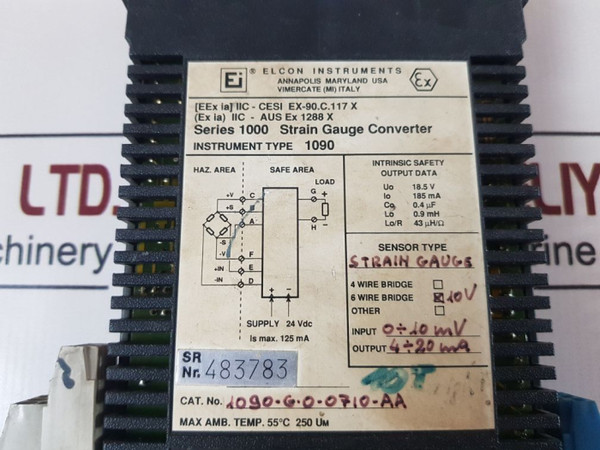 Ei ® ELCON INSTRUMENTS
ANNAPOLIS MARYLAND USA
VIMERCATE (MI) ITALY
Ex
[EEx ia] IIC - CESI EX-90.C.117 X
(Ex ia) IIC - AUS Ex 1288 X
Series 1000 Strain Gauge Converter
INSTRUMENT TYPE 1090
HAZ. AREA
SAFE AREA
+V C
+S B
A
-S
-V F
+IN E
-IN D
LOAD
G +
H -
+ -
SUPPLY 24 Vdc
Is max. 125 mA
INTRINSIC SAFETY
OUTPUT DATA
Uo 18.5 V
Io 185 mA
Co 0.4 µF
Lo 0.9 mH
Lo/R 43 µH/Ω
SENSOR TYPE
STRAIN GAUGE
4 WIRE BRIDGE
6 WIRE BRIDGE 10V
OTHER
INPUT 0÷10 mV
OUTPUT 4÷20 mA
SR
Nr. 483783
CAT. No. 1090-G-0-0710-AA
MAX AMB. TEMP. 55°C 250 UM
LTD.
chinery
LIY
hine